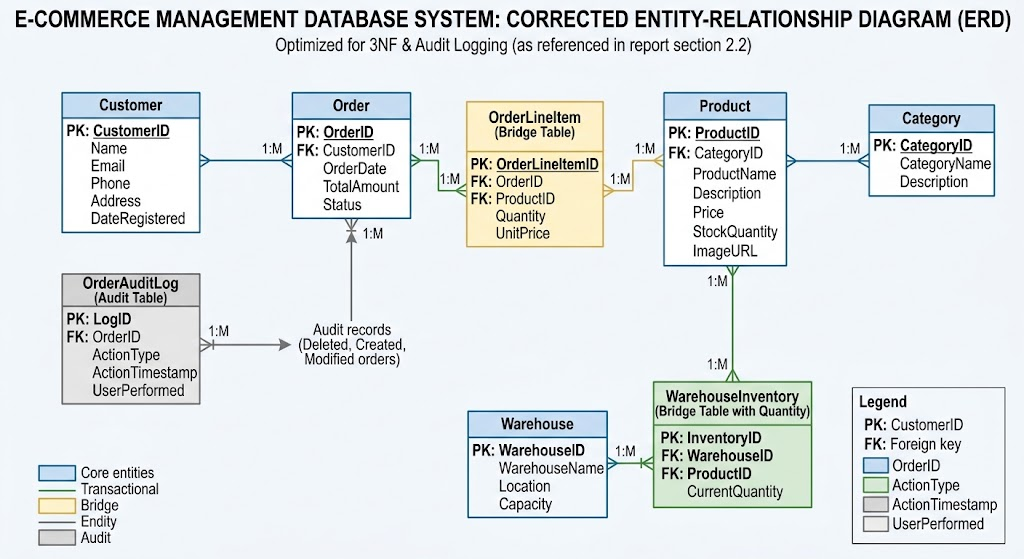 E-COMMERCE MANAGEMENT DATABASE SYSTEM: CORRECTED ENTITY-RELATIONSHIP DIAGRAM (ERD)
Optimized for 3NF & Audit Logging (as referenced in report section 2.2)
Customer
PK: CustomerID
Name
Email
Phone
Address
DateRegistered
1:M
Order
PK: OrderID
FK: CustomerID
OrderDate
TotalAmount
Status
1:M
1:M
1:M
OrderLineItem
(Bridge Table)
PK: OrderLineItemID
FK: OrderID
FK: ProductID
Quantity
UnitPrice
1:M
Product
PK: ProductID
FK: CategoryID
ProductName
Description
Price
StockQuantity
ImageURL
1:M
Category
PK: CategoryID
CategoryName
Description
OrderAuditLog
(Audit Table)
PK: LogID
FK: OrderID
ActionType
ActionTimestamp
UserPerformed
1:M
Audit records
(Deleted, Created,
Modified orders)
1:M
1:M
Warehouse
PK: WarehouseID
WarehouseName
Location
Capacity
1:M
WarehouseInventory
(Bridge Table with Quantity)
PK: InventoryID
FK: WarehouseID
FK: ProductID
CurrentQuantity
Core entities
Transactional
Bridge
Entity
Audit
Legend
PK: CustomerID
FK: Foreign key
OrderID
ActionType
ActionTimestamp
UserPerformed